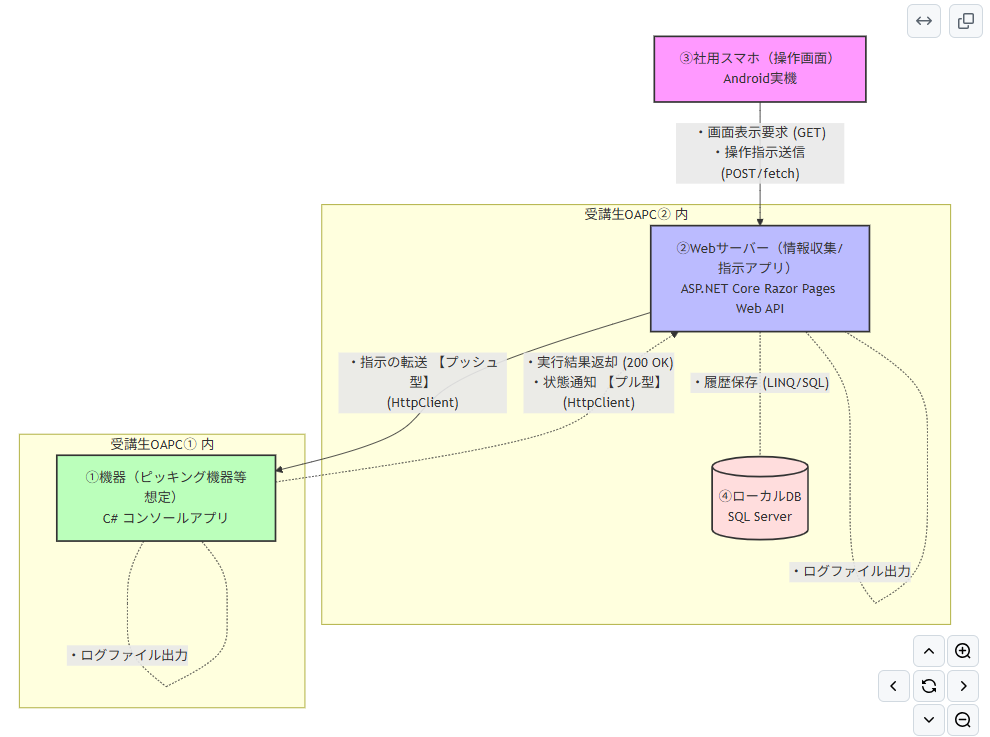 ③社用スマホ（操作画面）
Android実機
・画面表示要求 (GET)
・操作指示送信
(POST/fetch)
受講生OAPC② 内
②Webサーバー（情報収集/
指示アプリ）
ASP.NET Core Razor Pages
Web API
・指示の転送 【プッシュ
型】
(HttpClient)
・実行結果返却 (200 OK)
・状態通知 【プル型】
(HttpClient)
・履歴保存 (LINQ/SQL)
受講生OAPC① 内
①機器（ピッキング機器等
想定）
C# コンソールアプリ
④ローカルDB
SQL Server
・ログファイル出力
・ログファイル出力